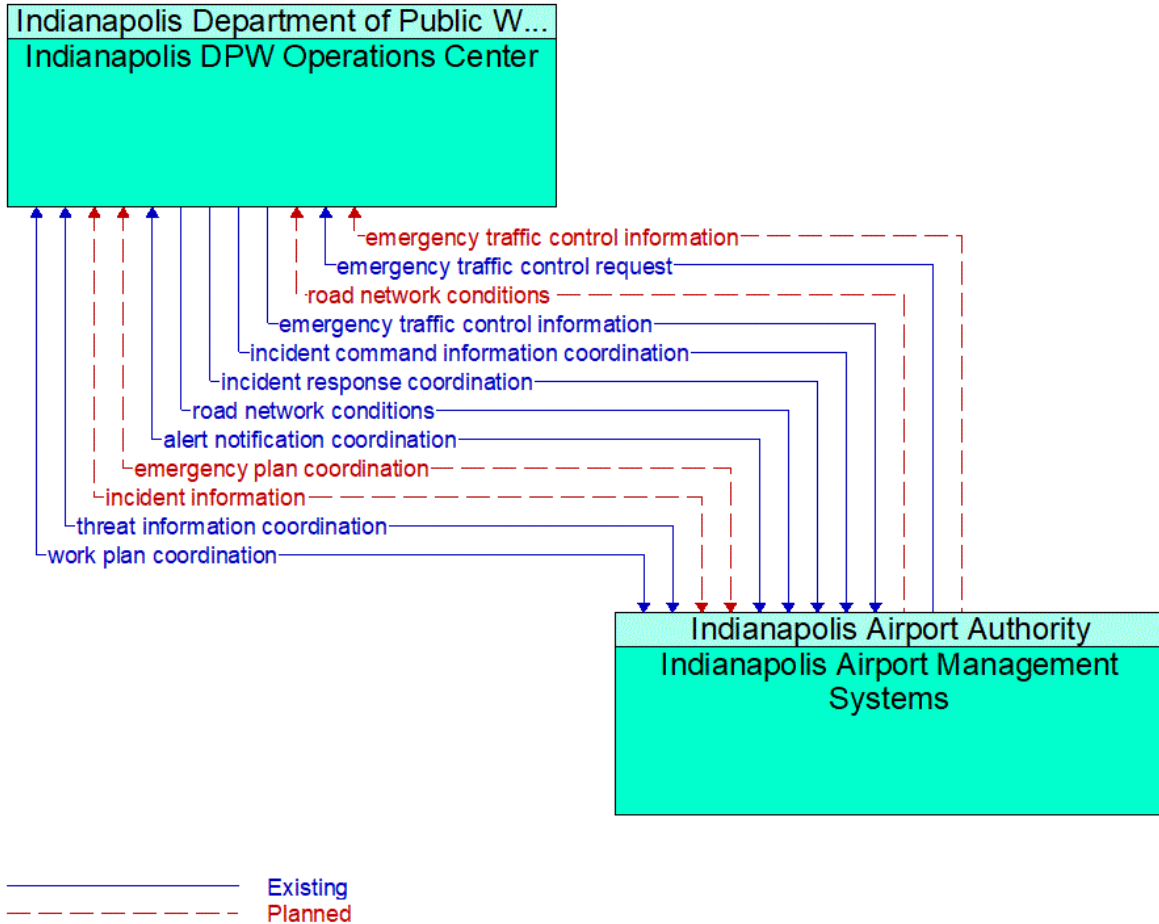 Indianapolis Department of Public W...
Indianapolis DPW Operations Center
emergency traffic control information
emergency traffic control request
road network conditions
emergency traffic control information
incident command information coordination
incident response coordination
road network conditions
alert notification coordination
emergency plan coordination
incident information
threat information coordination
work plan coordination
Indianapolis Airport Authority
Indianapolis Airport Management
Systems
Existing
Planned